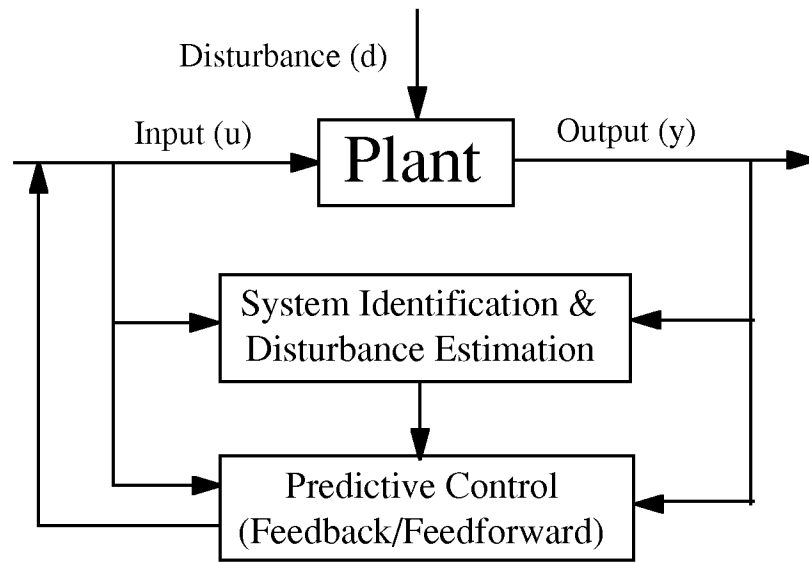 Disturbance (d)
Input (u)
Plant
Output (y)
System Identification &
Disturbance Estimation
Predictive Control
(Feedback/Feedforward)